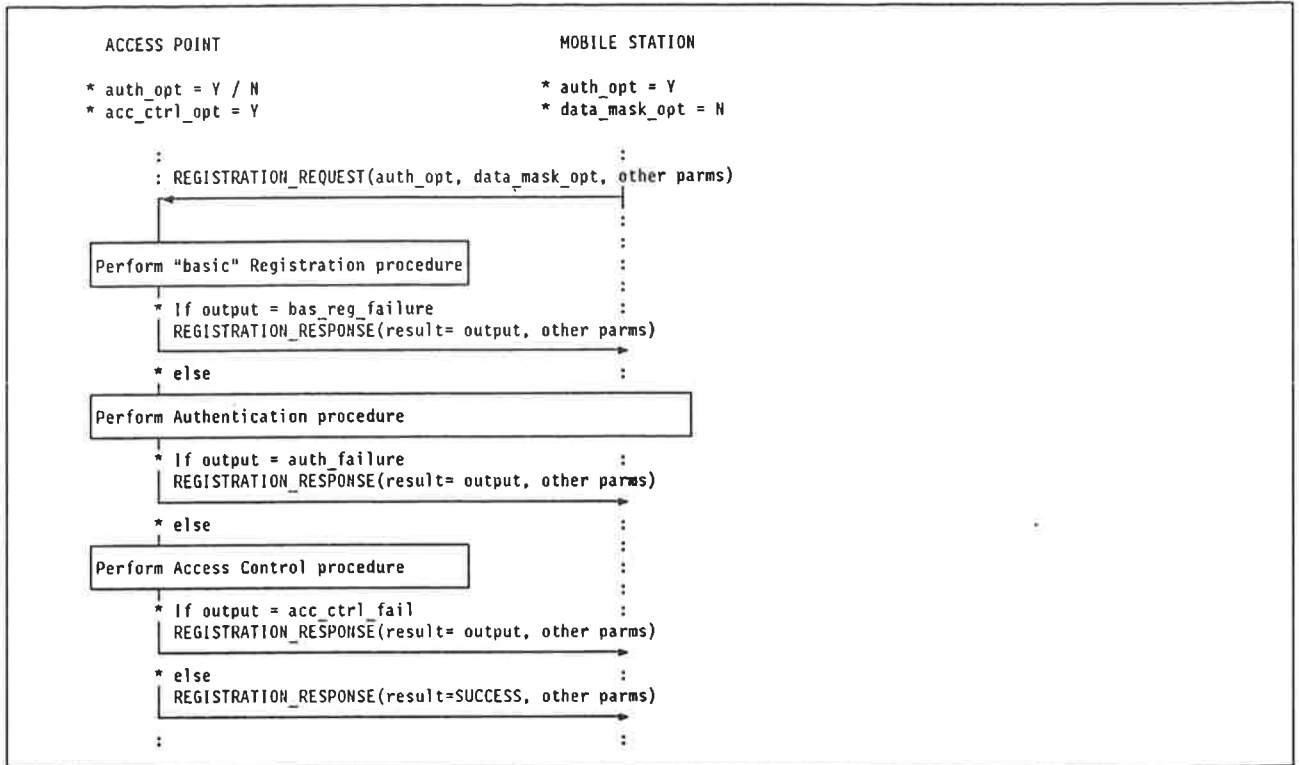 ACCESS POINT MOBILE STATION
* auth_opt = Y / N * auth_opt = Y
* acc_ctrl_opt = Y * data_mask_opt = N
: :
: REGISTRATION_REQUEST(auth_opt, data_mask_opt, other parms)
Perform "basic" Registration procedure
* If output = bas_reg_failure
REGISTRATION_RESPONSE(result= output, other parms)
* else
Perform Authentication procedure
* If output = auth_failure
REGISTRATION_RESPONSE(result= output, other parms)
* else
Perform Access Control procedure
* If output = acc_ctrl_fail
REGISTRATION_RESPONSE(result= output, other parms)
* else
REGISTRATION_RESPONSE(result=SUCCESS, other parms)
: :